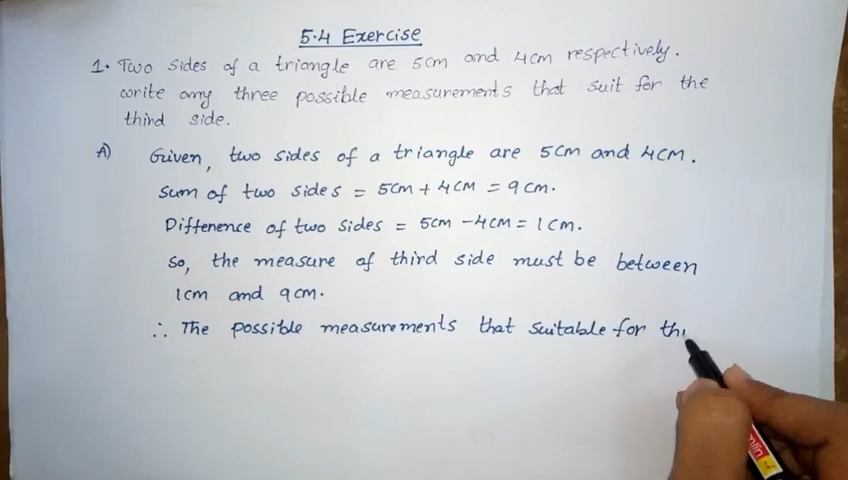 5.4 Exercise
1. Two sides of a triangle are 5cm and 4cm respectively.
write any three possible measurements that suit for the
third side.
A) Given, two sides of a triangle are 5cm and 4cm.
Sum of two sides = 5cm + 4cm = 9cm.
Difference of two sides = 5cm - 4cm = 1cm.
So, the measure of third side must be between
1cm and 9cm.
∴ The possible measurements that suitable for thi